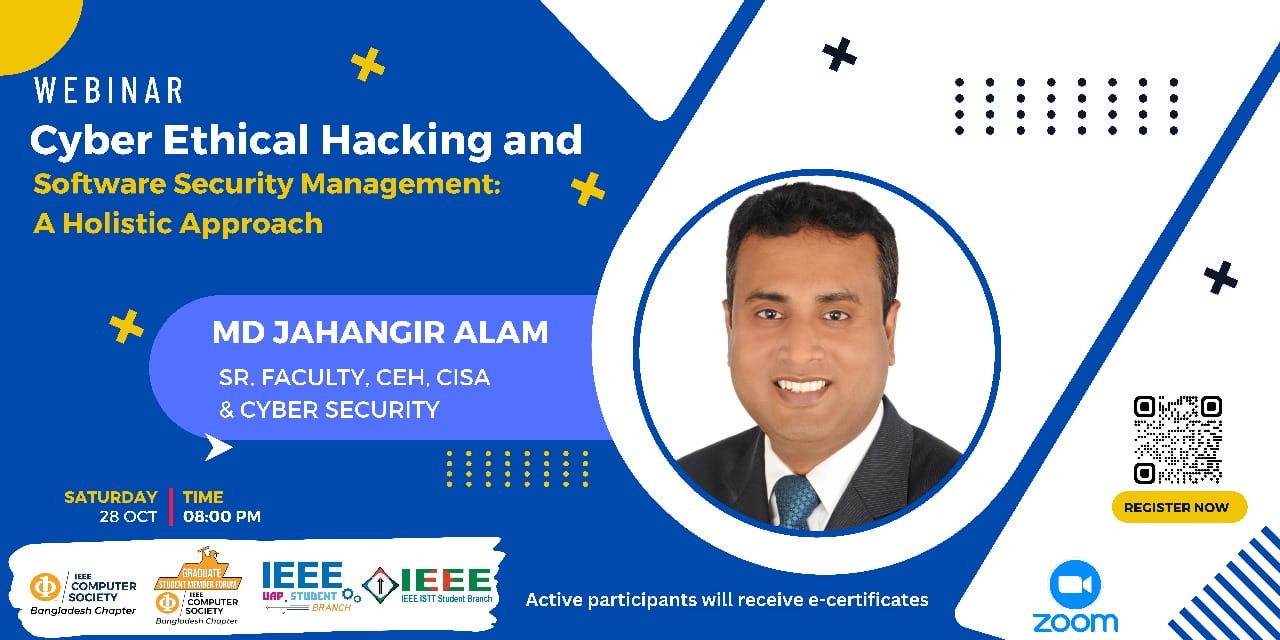 WEBINAR
Cyber Ethical Hacking and
Software Security Management:
A Holistic Approach
MD JAHANGIR ALAM
SR. FACULTY, CEH, CISA
& CYBER SECURITY
SATURDAY
28 OCT
TIME
08:00 PM
IEEE
COMPUTER
SOCIETY
Bangladesh Chapter
GRADUATE
STUDENT MEMBER FORUM
IEEE
COMPUTER
SOCIETY
Bangladesh Chapter
IEEE
UAP STUDENT
BRANCH
IEEE
IEEE ISTT Student Branch
Active participants will receive e-certificates
REGISTER NOW
zoom